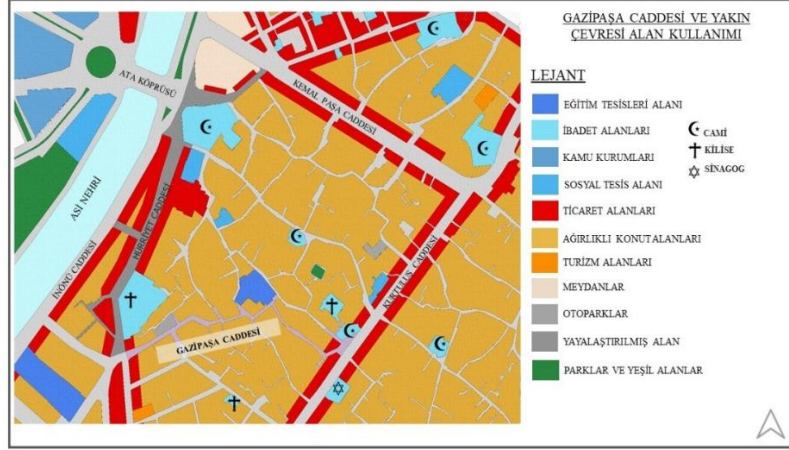 GAZİPAŞA CADDESİ VE YAKIN
ÇEVRESİ ALAN KULLANIMI
LEJANT
EĞİTİM TESİSLERİ ALANI
İBADET ALANLARI
KAMU KURUMLARI
SOSYAL TESİS ALANI
TİCARET ALANLARI
AĞIRLIKLI KONUT ALANLARI
TURİZM ALANLARI
MEYDANLAR
OTOPARKLAR
YAYALAŞTIRILMIŞ ALAN
PARKLAR VE YEŞİL ALANLAR
CAMİ
KİLİSE
SİNAGOG
ATA KÖPRÜSÜ
KEMAL PAŞA CADDESİ
ASİ NEHRİ
HÜRRİYET CADDESİ
İNÖNÜ CADDESİ
KURTULUŞ CADDESİ
GAZİPAŞA CADDESİ